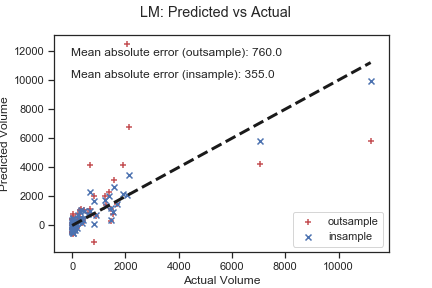 LM: Predicted vs Actual
12000
10000
8000
6000
4000
2000
0
Predicted Volume
Mean absolute error (outsample): 760.0
Mean absolute error (insample): 355.0
outsample
insample
0 2000 4000 6000 8000 10000
Actual Volume